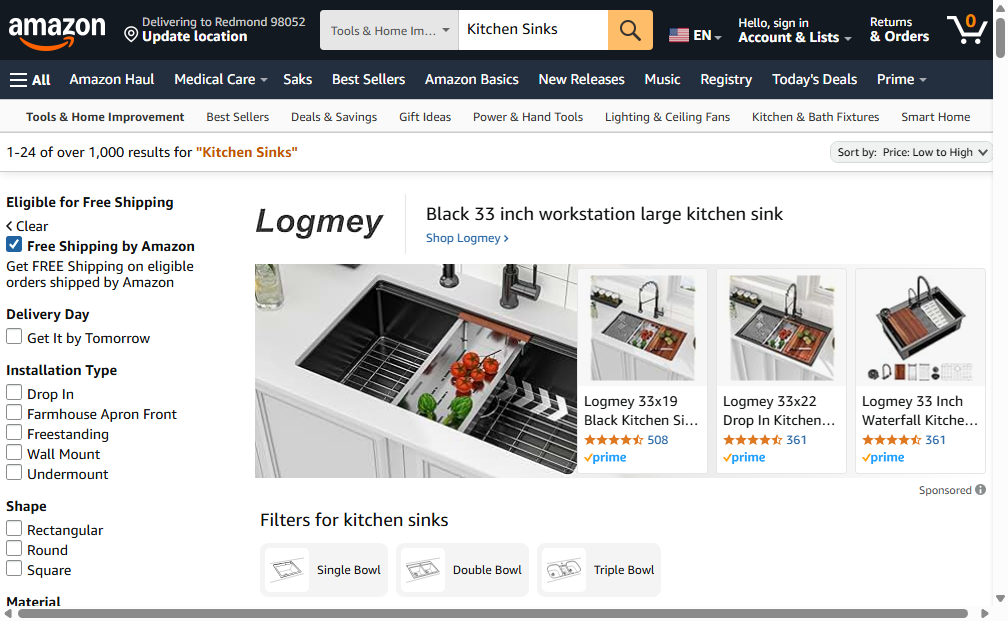 amazon
Delivering to Redmond 98052
Update location
Tools & Home Im...
Kitchen Sinks
EN
Hello, sign in
Account & Lists
Returns
& Orders
0
All
Amazon Haul
Medical Care
Saks
Best Sellers
Amazon Basics
New Releases
Music
Registry
Today's Deals
Prime
Tools & Home Improvement
Best Sellers
Deals & Savings
Gift Ideas
Power & Hand Tools
Lighting & Ceiling Fans
Kitchen & Bath Fixtures
Smart Home
1-24 of over 1,000 results for "Kitchen Sinks"
Sort by: Price: Low to High
Eligible for Free Shipping
Clear
Free Shipping by Amazon
Get FREE Shipping on eligible
orders shipped by Amazon
Delivery Day
Get It by Tomorrow
Installation Type
Drop In
Farmhouse Apron Front
Freestanding
Wall Mount
Undermount
Shape
Rectangular
Round
Square
Material
Logmey
Black 33 inch workstation large kitchen sink
Shop Logmey
Logmey 33x19
Black Kitchen Si...
508
prime
Logmey 33x22
Drop In Kitchen...
361
prime
Logmey 33 Inch
Waterfall Kitche...
361
prime
Sponsored
Filters for kitchen sinks
Single Bowl
Double Bowl
Triple Bowl